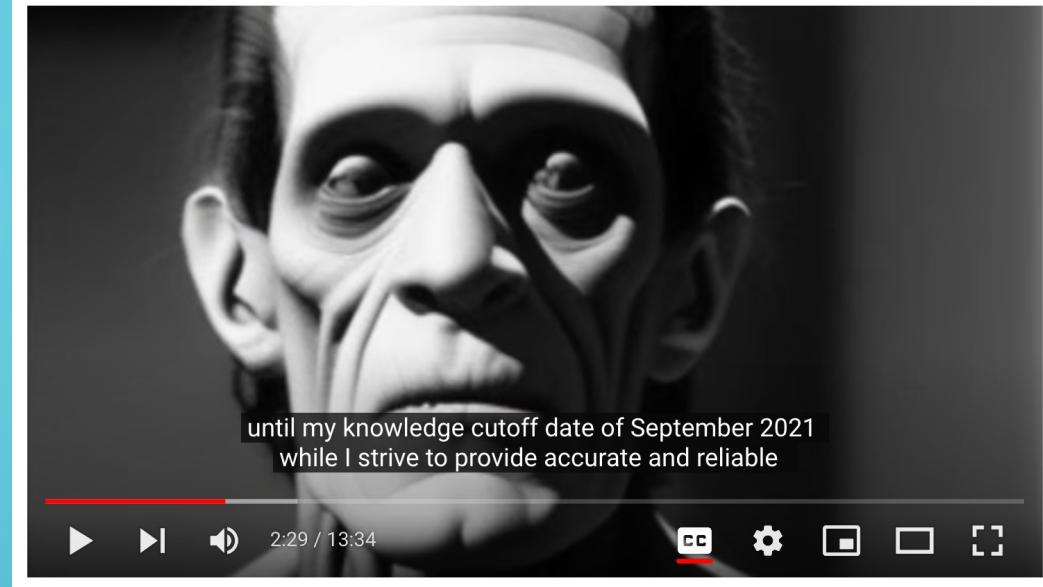 until my knowledge cutoff date of September 2021
while I strive to provide accurate and reliable
2:29 / 13:34
CC